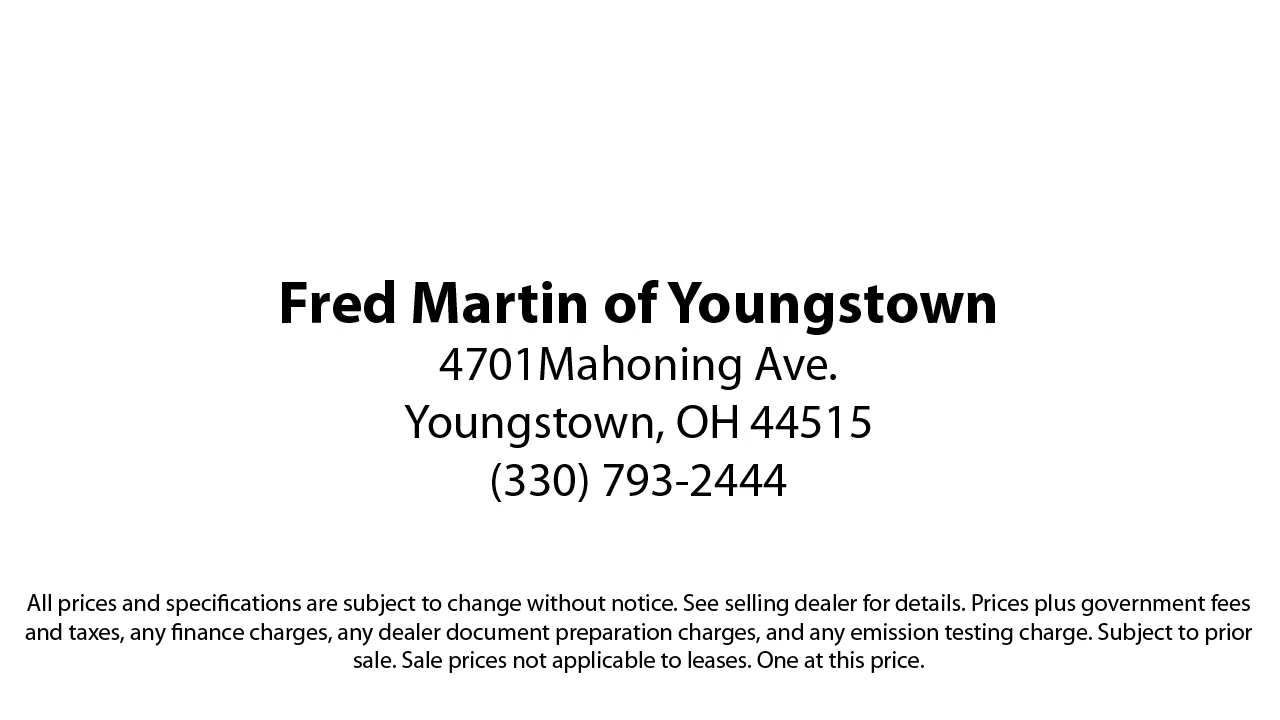 Fred Martin of Youngstown
4701Mahoning Ave.
Youngstown, OH 44515
(330) 793-2444
All prices and specifications are subject to change without notice. See selling dealer for details. Prices plus government fees
and taxes, any finance charges, any dealer document preparation charges, and any emission testing charge. Subject to prior
sale. Sale prices not applicable to leases. One at this price.